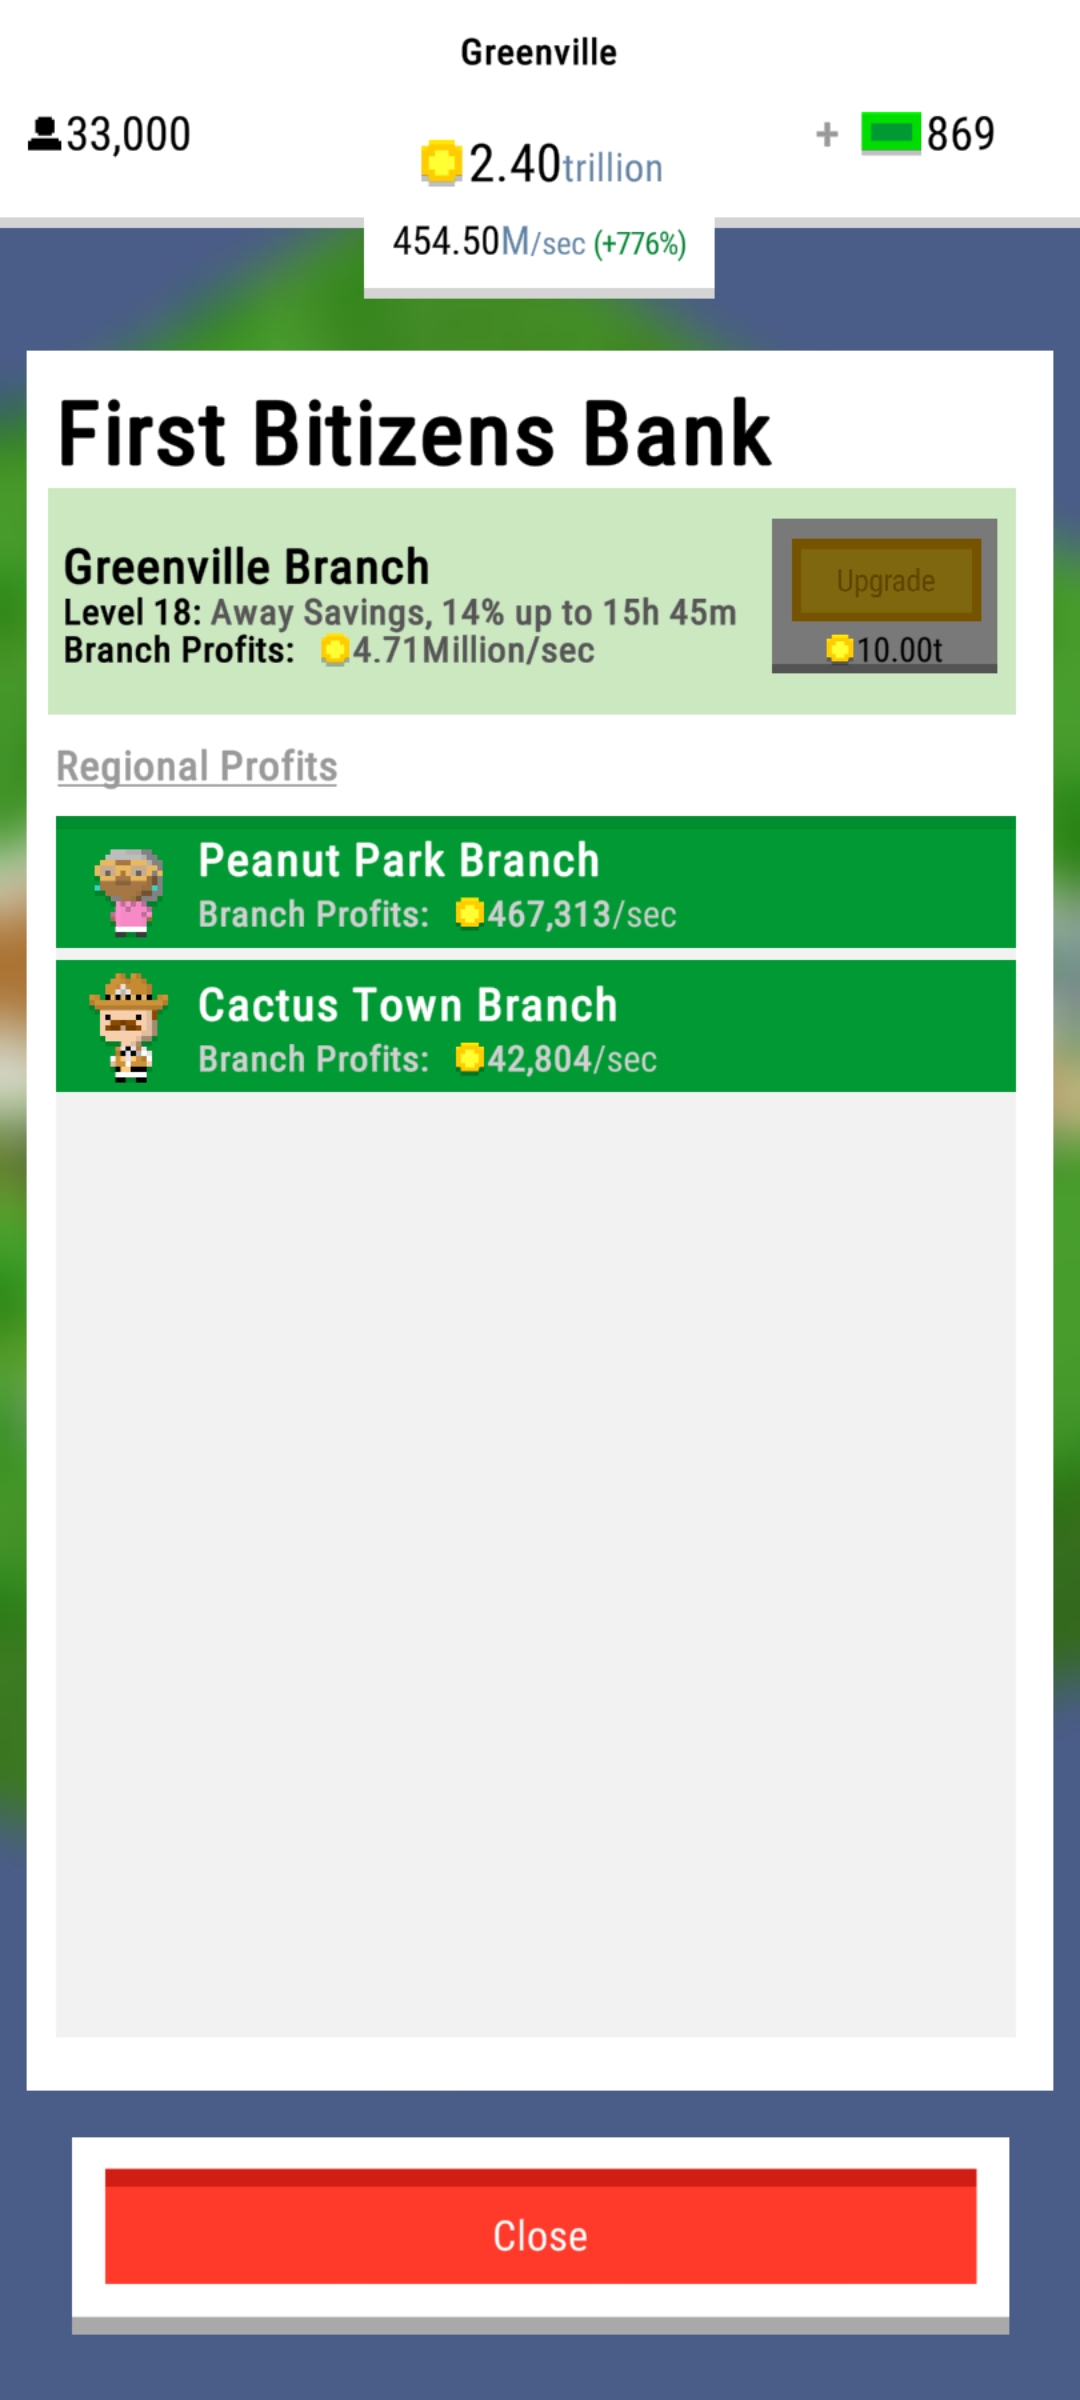 Greenville
33,000
2.40trillion
+ 869
454.50M/sec (+776%)
First Bitizens Bank
Greenville Branch
Level 18: Away Savings, 14% up to 15h 45m
Branch Profits: 4.71Million/sec
Upgrade
10.00t
Regional Profits
Peanut Park Branch
Branch Profits: 467,313/sec
Cactus Town Branch
Branch Profits: 42,804/sec
Close